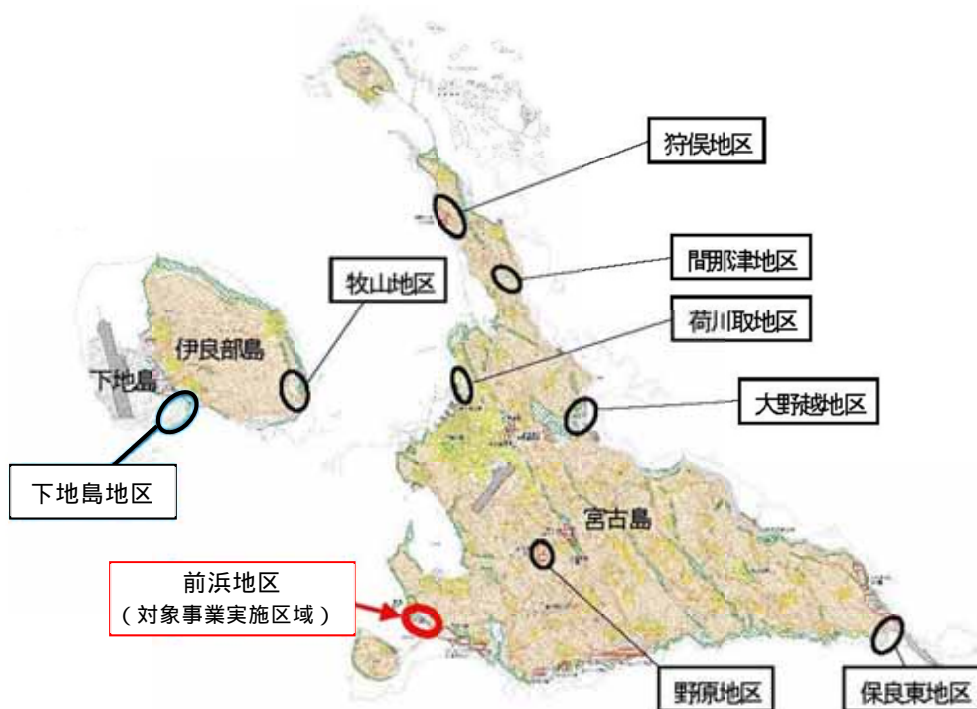 狩俣地区
間那津地区
牧山地区
荷川取地区
伊良部島
下地島
大野越地区
下地島地区
宮古島
前浜地区
（対象事業実施区域）
野原地区
保良東地区